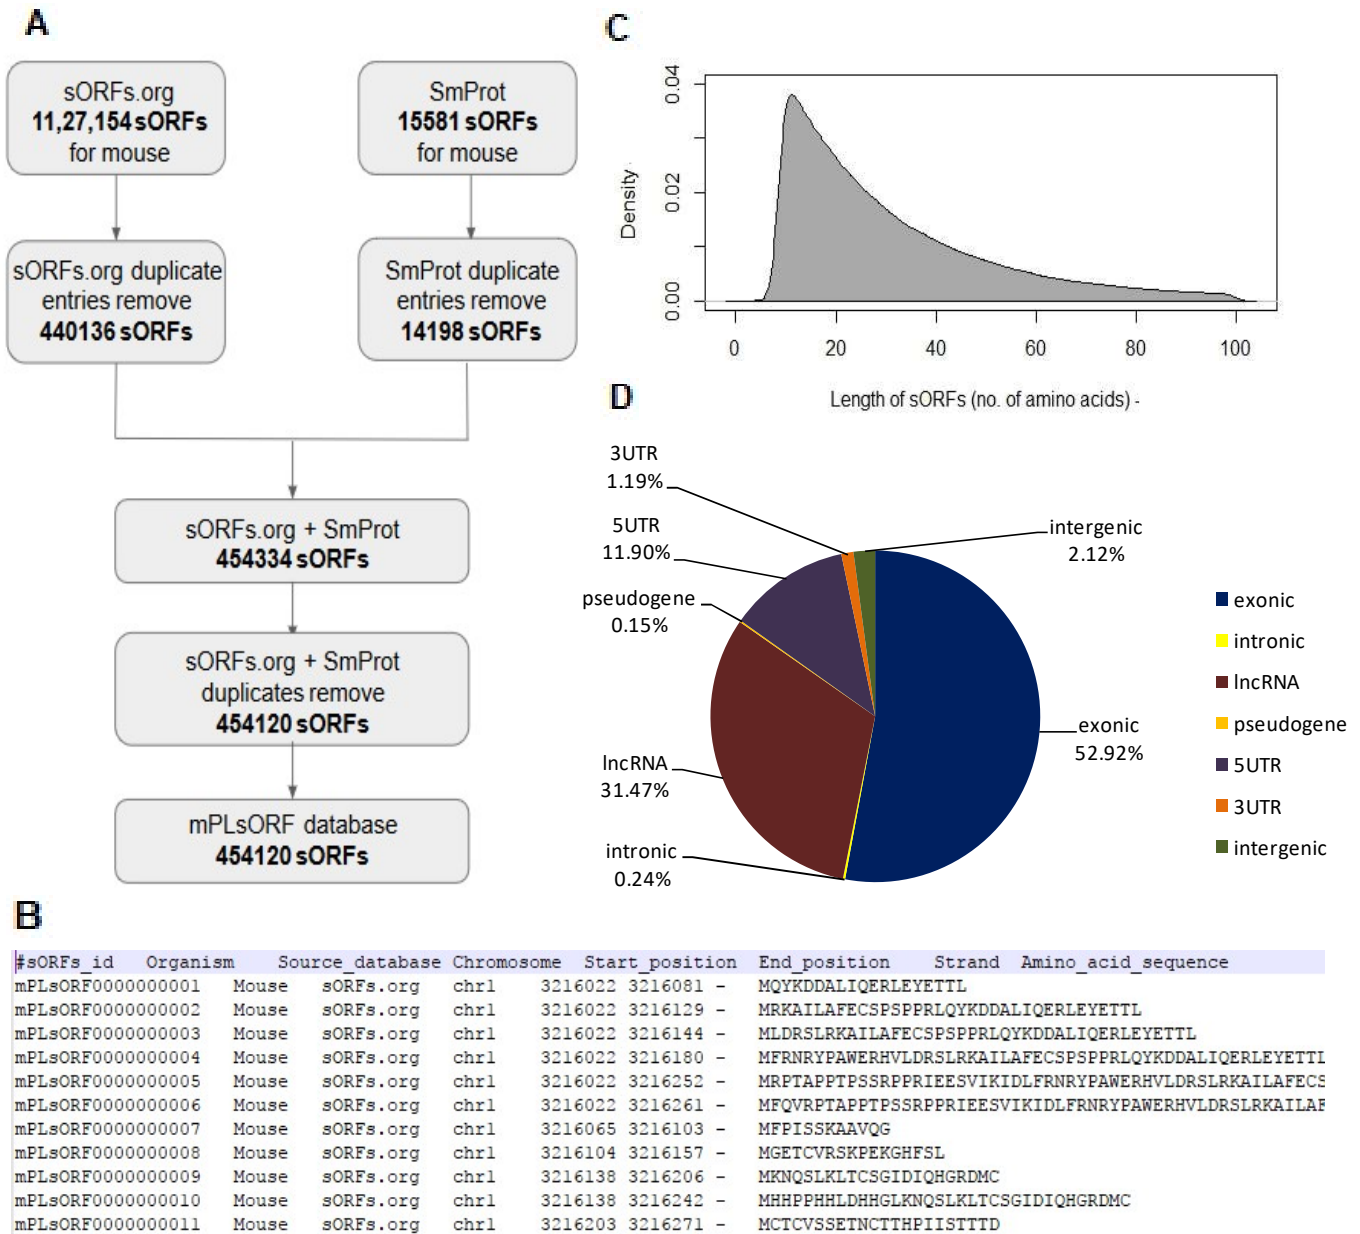 A
sORFs.org
11,27,154 sORFs
for mouse
SmProt
15581 sORFs
for mouse
sORFs.org duplicate
entries remove
440136 sORFs
SmProt duplicate
entries remove
14198 sORFs
sORFs.org + SmProt
454334 sORFs
sORFs.org + SmProt
duplicates remove
454120 sORFs
mPLsORF database
454120 sORFs
C
Density
0.04
0.02
0.00
0 20 40 60 80 100
Length of sORFs (no. of amino acids) -
D
3UTR
1.19%
5UTR
11.90%
pseudogene
0.15%
lncRNA
31.47%
intronic
0.24%
intergenic
2.12%
exonic
52.92%
exonic
intronic
lncRNA
pseudogene
5UTR
3UTR
intergenic
B
#sORFs_id Organism Source_database Chromosome Start_position End_position Strand Amino_acid_sequence
mPLsORF0000000001 Mouse sORFs.org chr1 3216022 3216081 - MQYKDDALIQERLEYETTL
mPLsORF0000000002 Mouse sORFs.org chr1 3216022 3216129 - MRKAILAFECSPSPPRLQYKDDALIQERLEYETTL
mPLsORF0000000003 Mouse sORFs.org chr1 3216022 3216144 - MLDRSLRKAILAFECSPSPPRLQYKDDALIQERLEYETTL
mPLsORF0000000004 Mouse sORFs.org chr1 3216022 3216180 - MFRNRYPAWERHVLDRSLRKAILAFECSPSPPRLQYKDDALIQERLEYETTL
mPLsORF0000000005 Mouse sORFs.org chr1 3216022 3216252 - MRPTAPPTPSSRPPRIEESVIKIDLFRNRYPAWERHVLDRSLRKAILAFECS
mPLsORF0000000006 Mouse sORFs.org chr1 3216022 3216261 - MFQVRPTAPPTPSSRPPRIEESVIKIDLFRNRYPAWERHVLDRSLRKAILAF
mPLsORF0000000007 Mouse sORFs.org chr1 3216065 3216103 - MFPISSKAAVQG
mPLsORF0000000008 Mouse sORFs.org chr1 3216104 3216157 - MGETCVRSKPEKGHFSL
mPLsORF0000000009 Mouse sORFs.org chr1 3216138 3216206 - MKNQSLKLTCSGIDIQHGRDMC
mPLsORF0000000010 Mouse sORFs.org chr1 3216138 3216242 - MHHPPHHLDHHGLKNQSLKLTCSGIDIQHGRDMC
mPLsORF0000000011 Mouse sORFs.org chr1 3216203 3216271 - MCTCVSSETNCTTHPIISTTTD